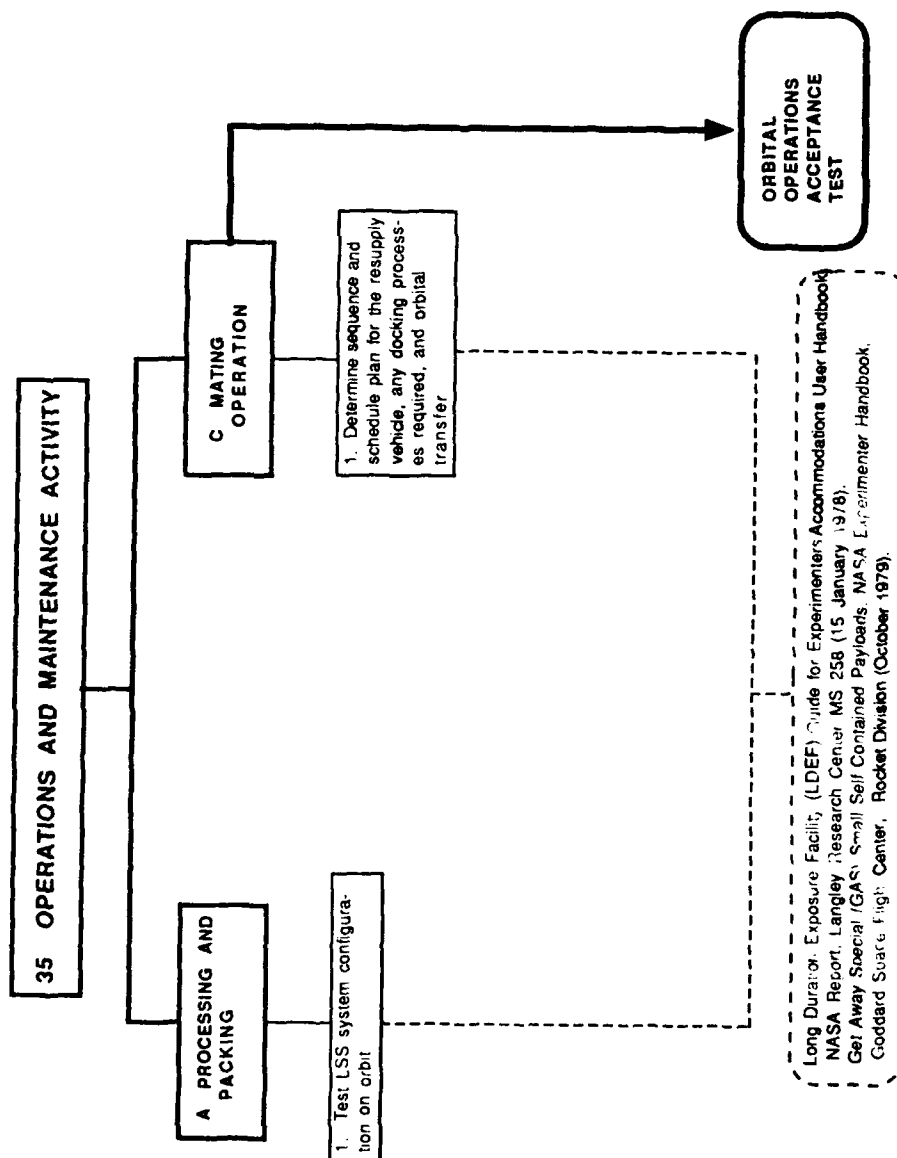 35 OPERATIONS AND MAINTENANCE ACTIVITY
A PROCESSING AND
PACKING
1. Test LSS system configura-
tion on orbit
C MATING
OPERATION
1. Determine sequence and
schedule plan for the resupply
vehicle, any docking process-
es required, and orbital
transfer
ORBITAL
OPERATIONS
ACCEPTANCE
TEST
Long Duration Exposure Facility (LDEF) Guide for Experimenters Accommodations User Handbook
NASA Report. Langley Research Center MS 258 (15 January 1978).
Get Away Special (GAS) Small Self Contained Payloads. NASA Experimenter Handbook.
Goddard Space Fligh Center, Rocket Division (October 1979).